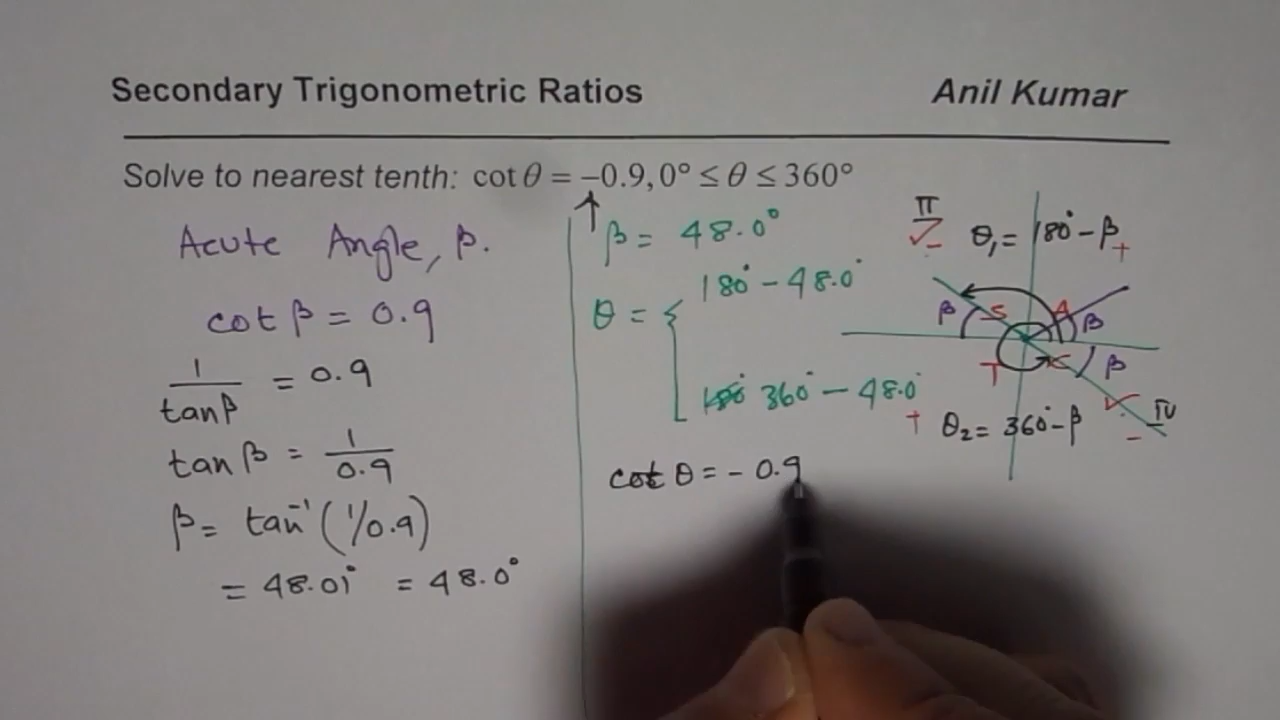 Secondary Trigonometric Ratios Anil Kumar
Solve to nearest tenth: cot θ = −0.9, 0° ≤ θ ≤ 360°
Acute Angle, β.
cot β = 0.9
1/tanβ = 0.9
tan β = 1/0.9
β = tan⁻¹(1/0.9)
= 48.01° = 48.0°
β = 48.0°
θ = {
180° − 48.0°
360° − 48.0°
cot θ = − 0.9
II
✓ −
θ₁ = 180° − β
+
β S A β
T C β
✓ IV
−
+ θ₂ = 360° − β